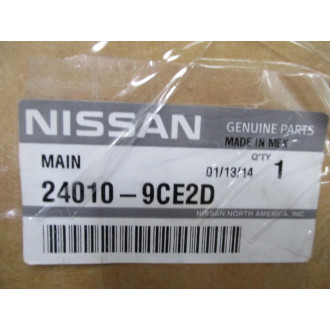 NISSAN GENUINE PARTS
MADE IN MEX
MAIN 01/13/14 Q'TY 1
24010-9CE2D
NISSAN NORTH AMERICA, INC.